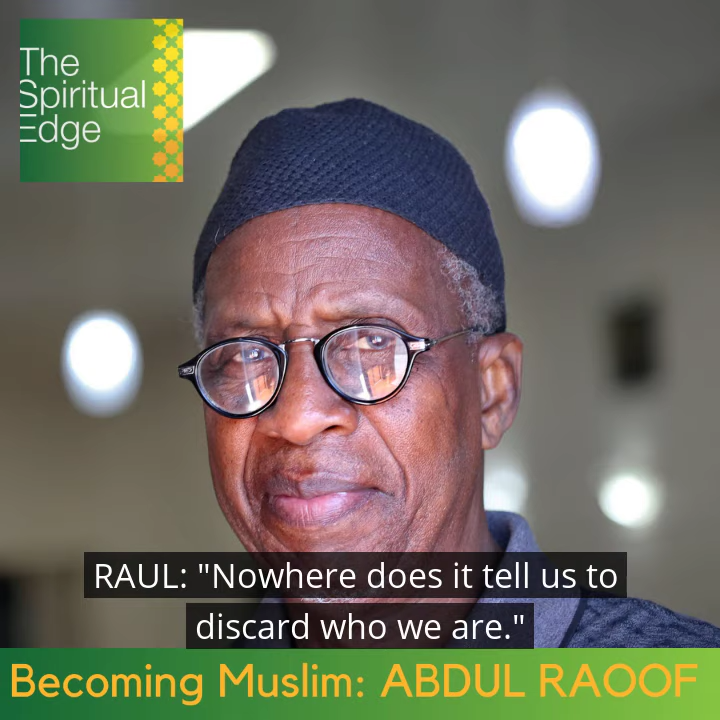 The
Spiritual
Edge
RAUL: "Nowhere does it tell us to
discard who we are."
Becoming Muslim: ABDUL RAOOF